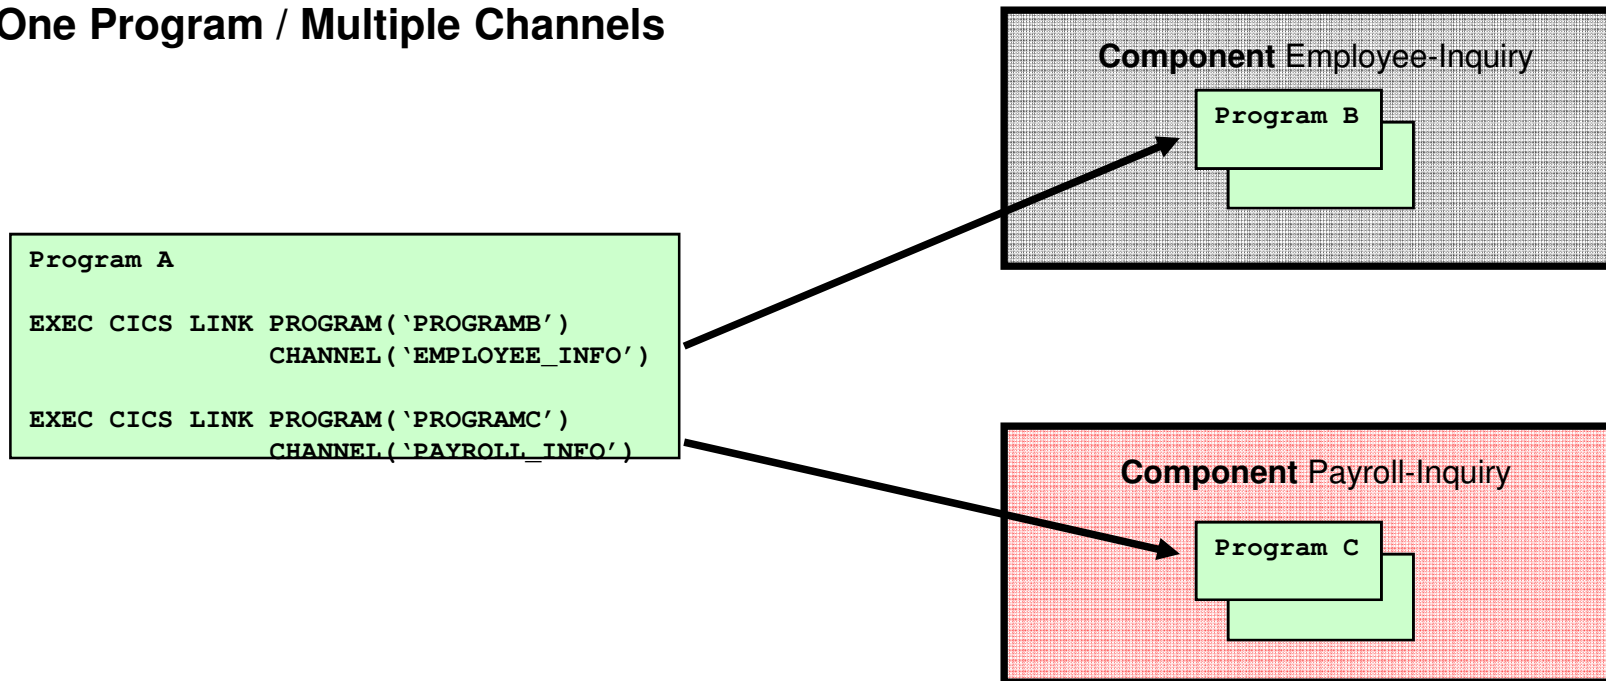 One Program / Multiple Channels
Component Employee-Inquiry
Program B
Program A
EXEC CICS LINK PROGRAM(‘PROGRAMB’)
CHANNEL(‘EMPLOYEE_INFO’)
EXEC CICS LINK PROGRAM(‘PROGRAMC’)
CHANNEL(‘PAYROLL_INFO’)
Component Payroll-Inquiry
Program C